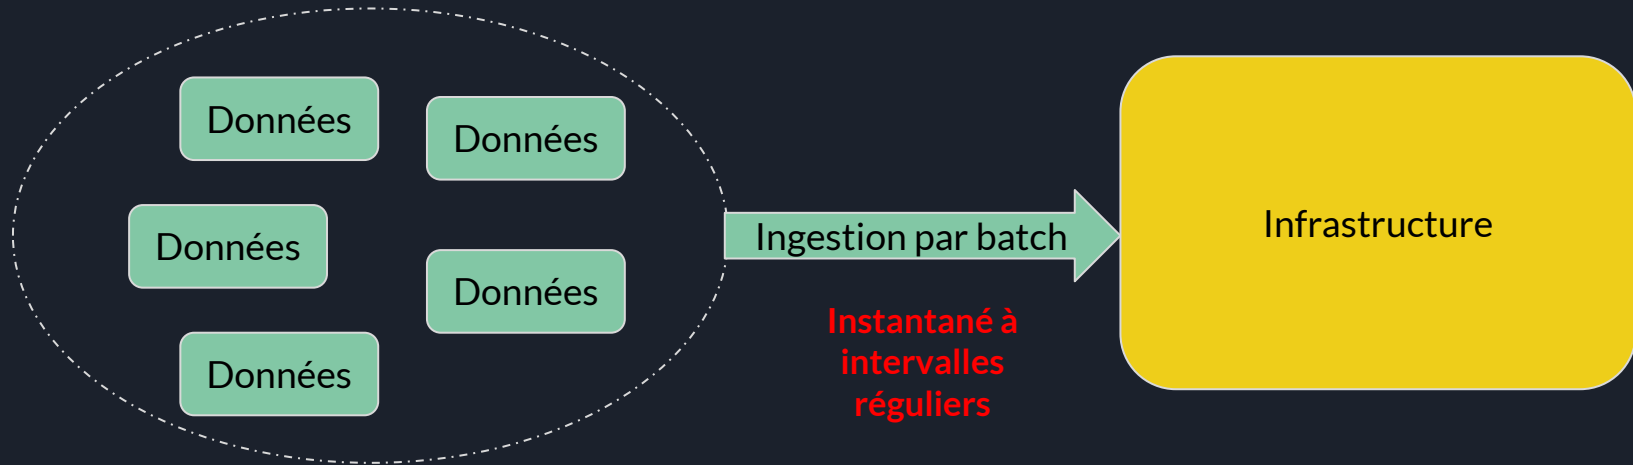 Données
Données
Données
Données
Données
Ingestion par batch
Instantané à
intervalles
réguliers
Infrastructure